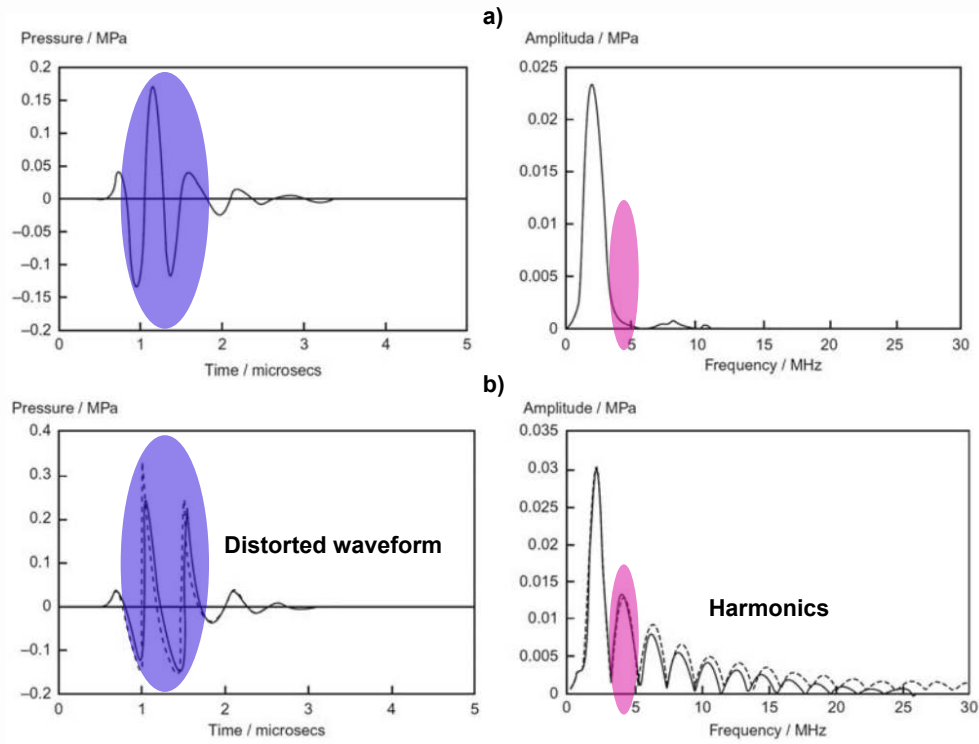 a)
Pressure / MPa
0.2
0.15
0.1
0.05
0
–0.05
–0.1
–0.15
–0.2
0 1 2 3 4 5
Time / microsecs
Amplituda / MPa
0.025
0.02
0.015
0.01
0.005
0
0 5 10 15 20 25 30
Frequency / MHz
b)
Pressure / MPa
0.4
0.3
0.2
0.1
0
–0.1
–0.2
Distorted waveform
0 1 2 3 4 5
Time / microsecs
Amplitude / MPa
0.035
0.03
0.025
0.02
0.015
0.01
0.005
0
Harmonics
0 5 10 15 20 25 30
Frequency / MHz